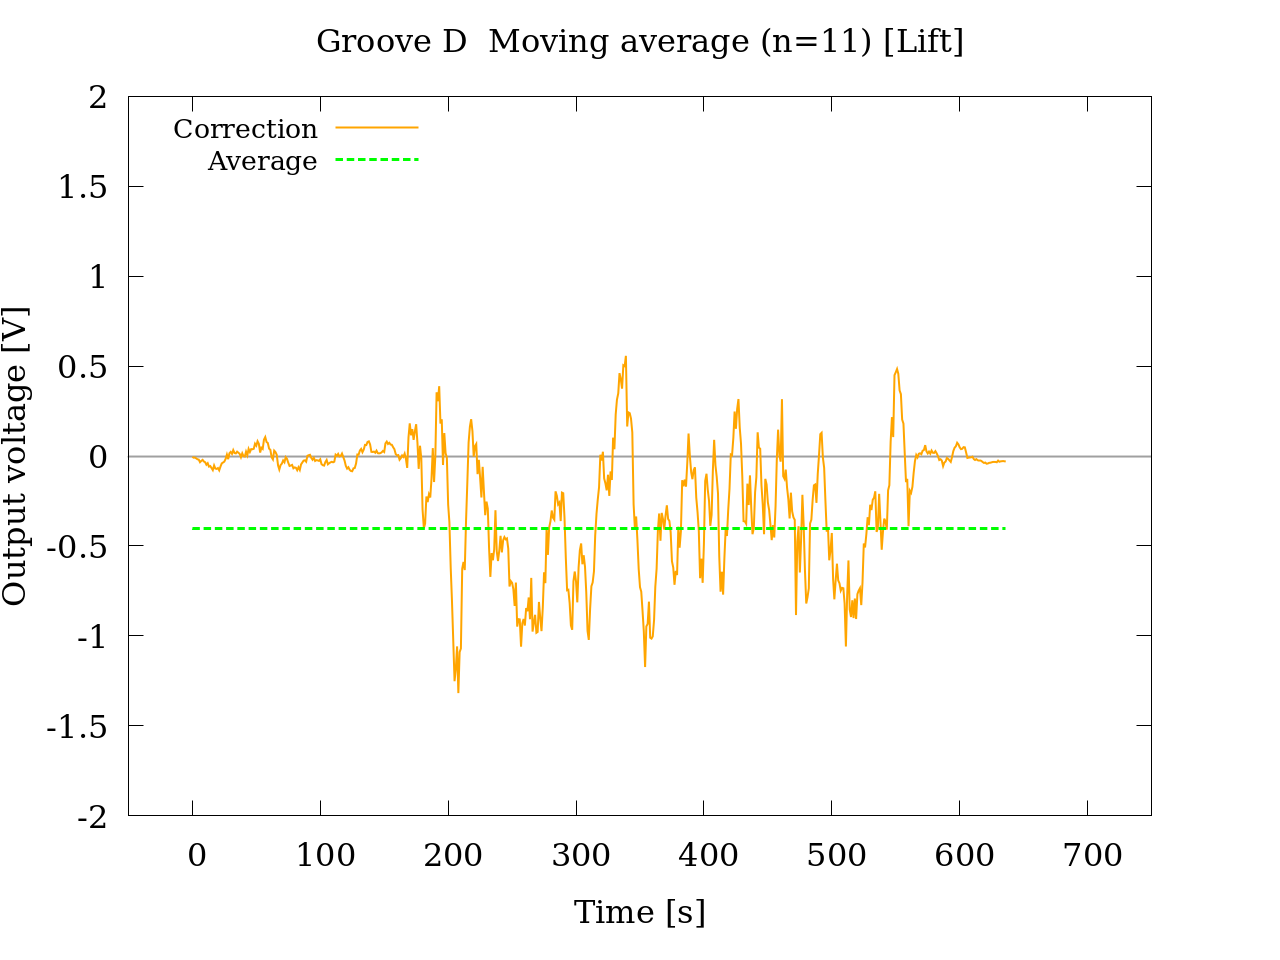 Groove D  Moving average (n=11) [Lift]
Correction
Average
2
1.5
1
0.5
0
-0.5
-1
-1.5
-2
Output voltage [V]
0 100 200 300 400 500 600 700
Time [s]